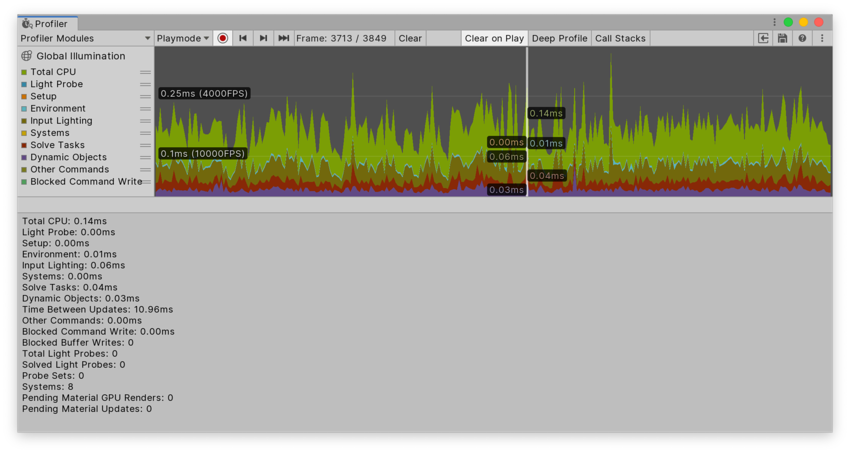 Profiler
Profiler Modules Playmode Frame: 3713 / 3849 Clear Clear on Play Deep Profile Call Stacks
Global Illumination
Total CPU
Light Probe
Setup
Environment
Input Lighting
Systems
Solve Tasks
Dynamic Objects
Other Commands
Blocked Command Write
0.25ms (4000FPS)
0.1ms (10000FPS)
0.14ms
0.00ms
0.01ms
0.06ms
0.04ms
0.03ms
Total CPU: 0.14ms
Light Probe: 0.00ms
Setup: 0.00ms
Environment: 0.01ms
Input Lighting: 0.06ms
Systems: 0.00ms
Solve Tasks: 0.04ms
Dynamic Objects: 0.03ms
Time Between Updates: 10.96ms
Other Commands: 0.00ms
Blocked Command Write: 0.00ms
Blocked Buffer Writes: 0
Total Light Probes: 0
Solved Light Probes: 0
Probe Sets: 0
Systems: 8
Pending Material GPU Renders: 0
Pending Material Updates: 0